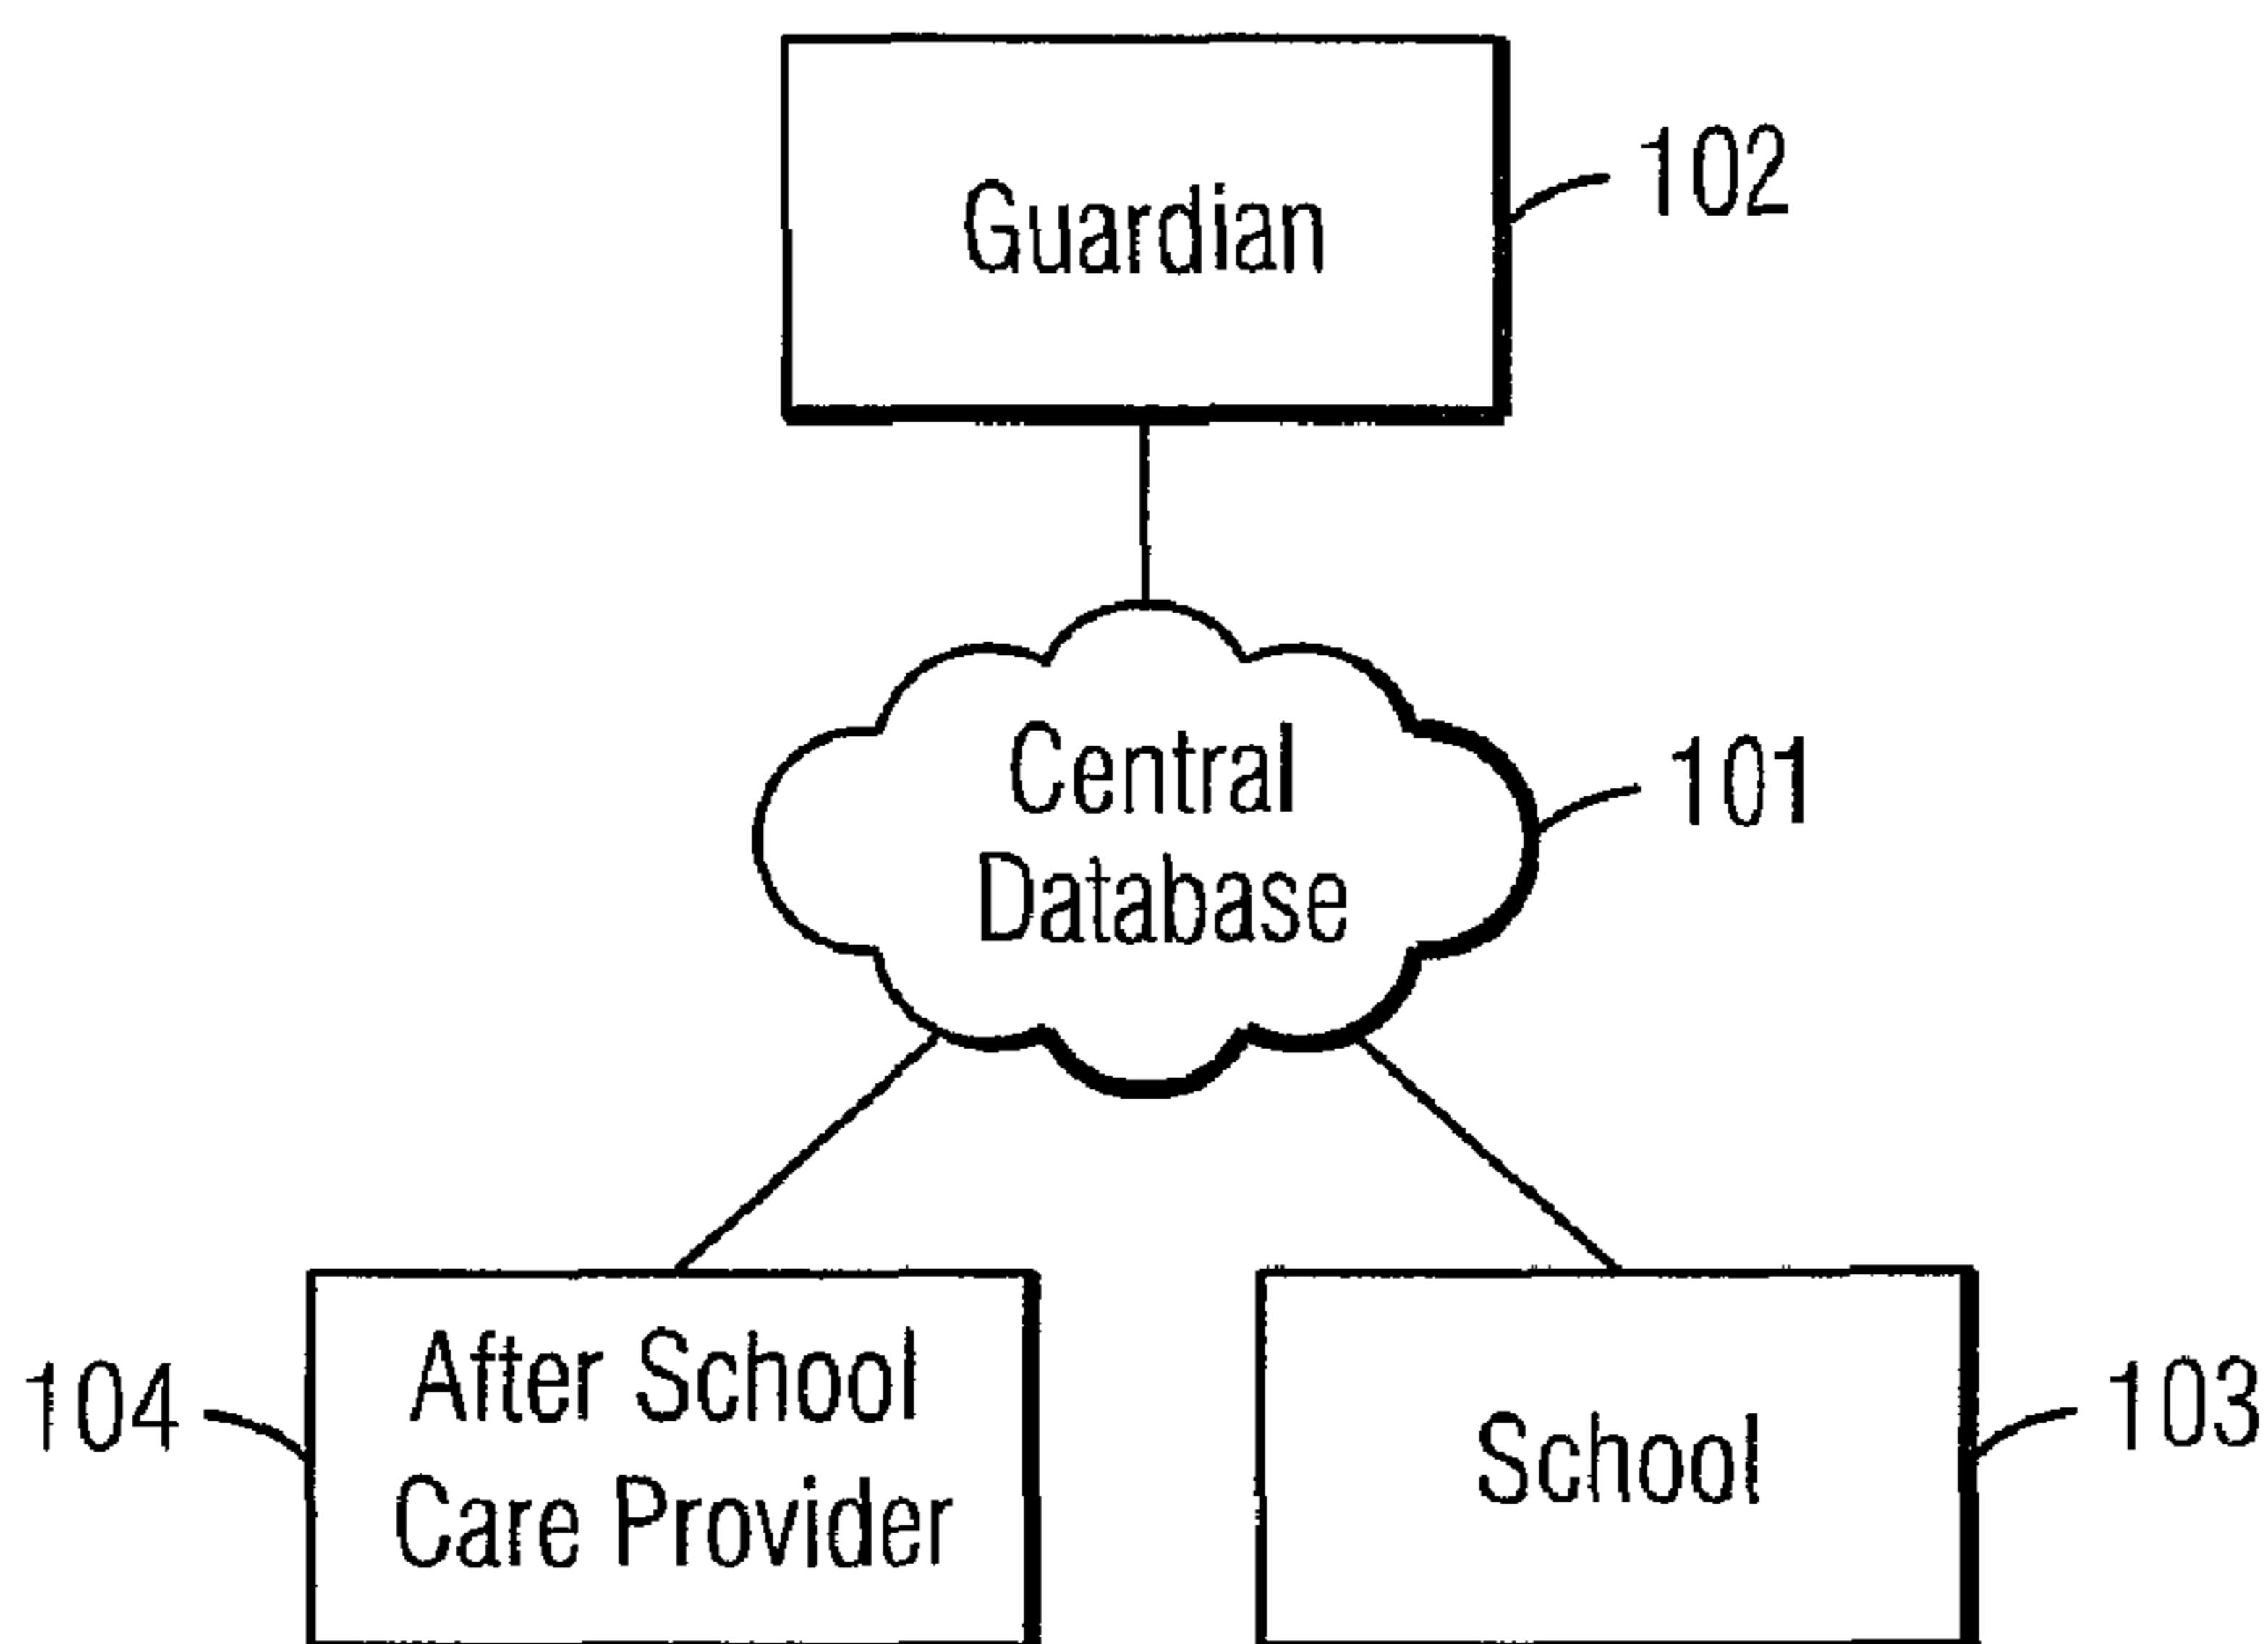 Guardian
102
Central
Database
101
After School
Care Provider
104
School
103